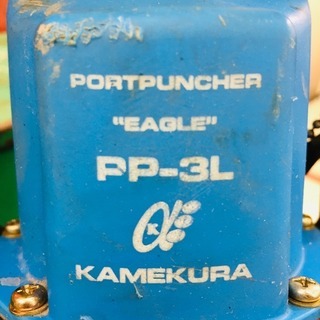 PORTPUNCHER
"EAGLE"
PP-3L
KAMEKURA